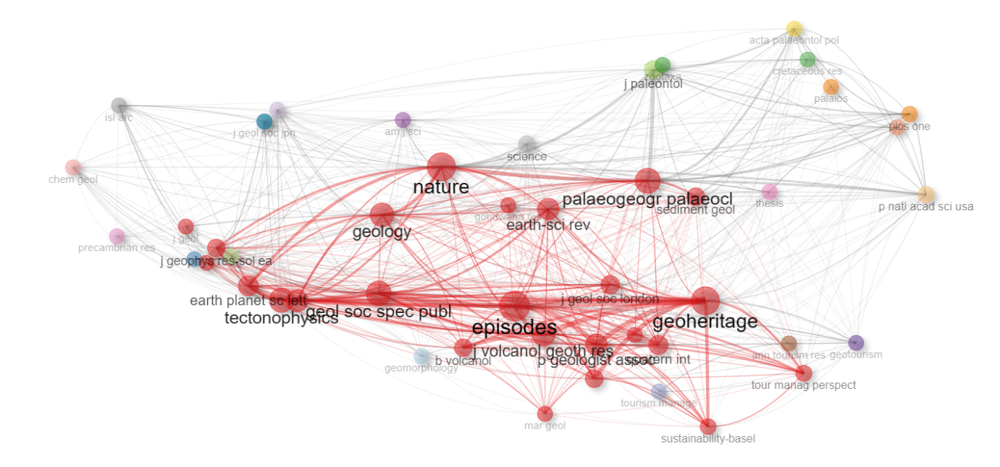 acta palaeontol pol
cretaceous res
zootaxa
j paleontol
palaios
isl arc
j geol soc jpn
am j sci
plos one
science
chem geol
nature
palaeogeogr palaeocl
sediment geol
thesis
p natl acad sci usa
gondwana res
earth-sci rev
geology
j geol
precambrian res
j geophys res-sol ea
earth planet sc lett
tectonophysics
geol soc spec publ
j geol soc london
episodes
geoheritage
j volcanol geoth res
b volcanol
p geologist assoc
quatern int
ann tourism res
geotourism
geomorphology
tour manag perspect
tourism manage
mar geol
sustainability-basel